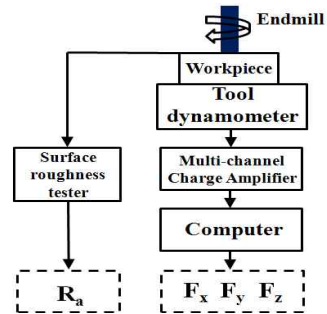 Endmill
Workpiece
Tool
dynamometer
Surface
roughness
tester
Multi-channel
Charge Amplifier
Computer
Ra
Fx Fy Fz